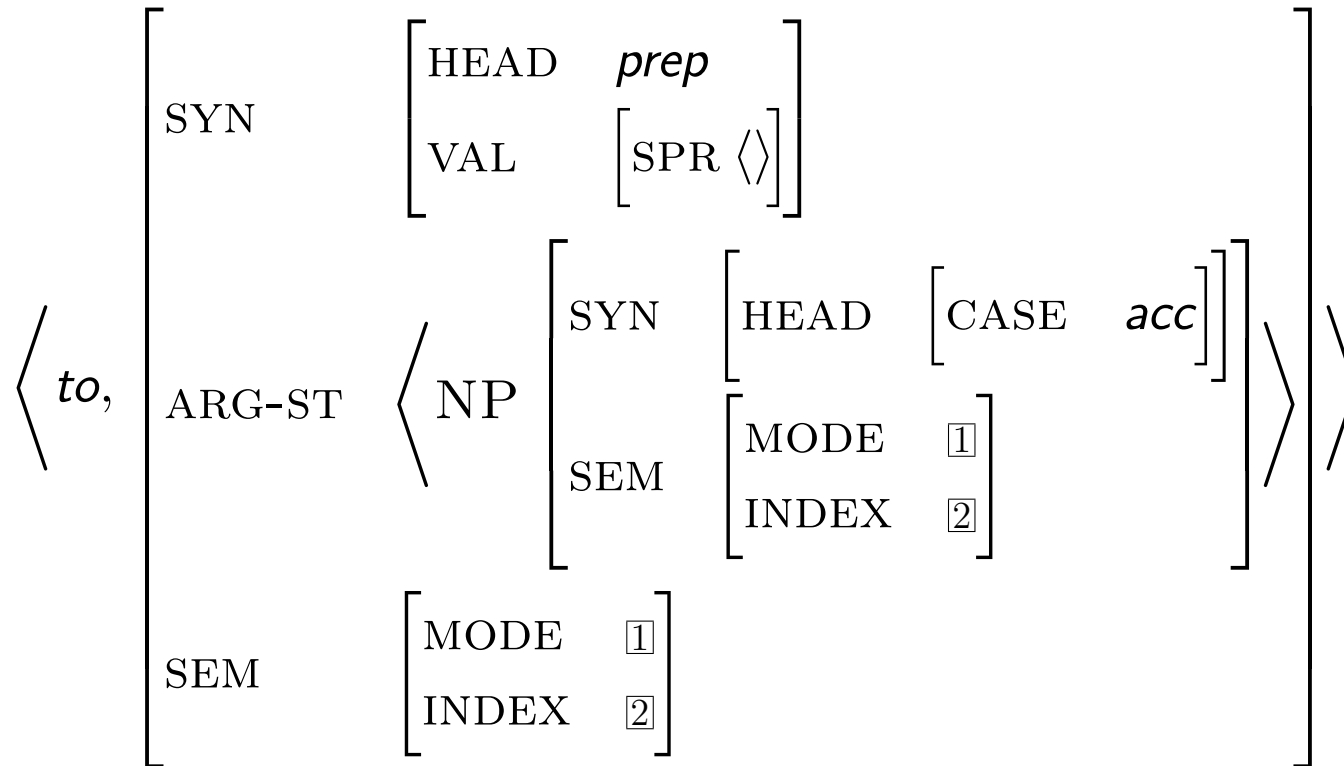 HEAD prep
SYN
VAL [SPR ⟨⟩]
SYN [HEAD [CASE acc]]
⟨to, ARG-ST ⟨NP
MODE 1
SEM
INDEX 2
MODE 1
SEM
INDEX 2